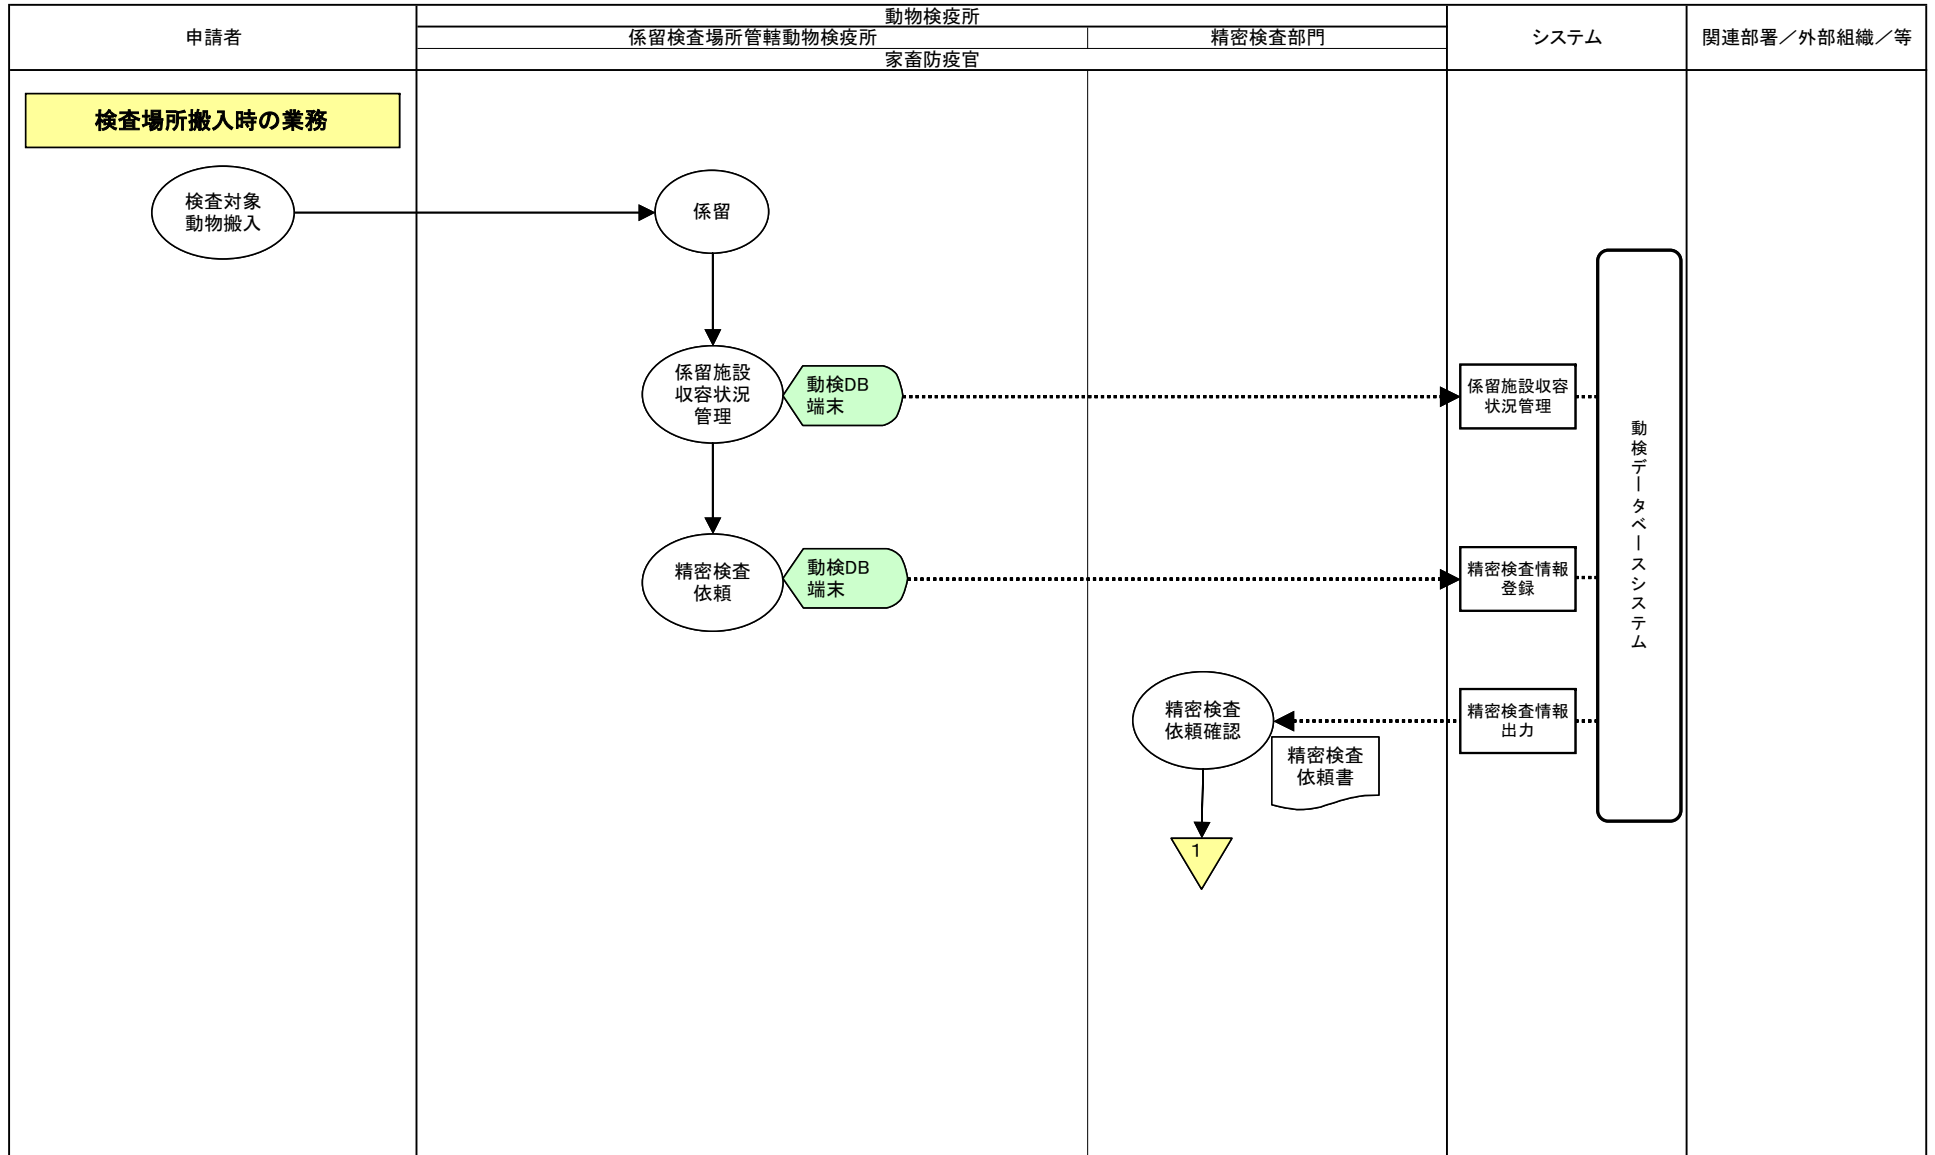 申請者
動物検疫所
係留検査場所管轄動物検疫所
精密検査部門
家畜防疫官
システム
関連部署／外部組織／等
検査場所搬入時の業務
検査対象
動物搬入
係留
係留施設
収容状況
管理
動検DB
端末
係留施設収容
状況管理
精密検査
依頼
動検DB
端末
精密検査情報
登録
動検データベースシステム
精密検査
依頼確認
精密検査
依頼書
精密検査情報
出力
1